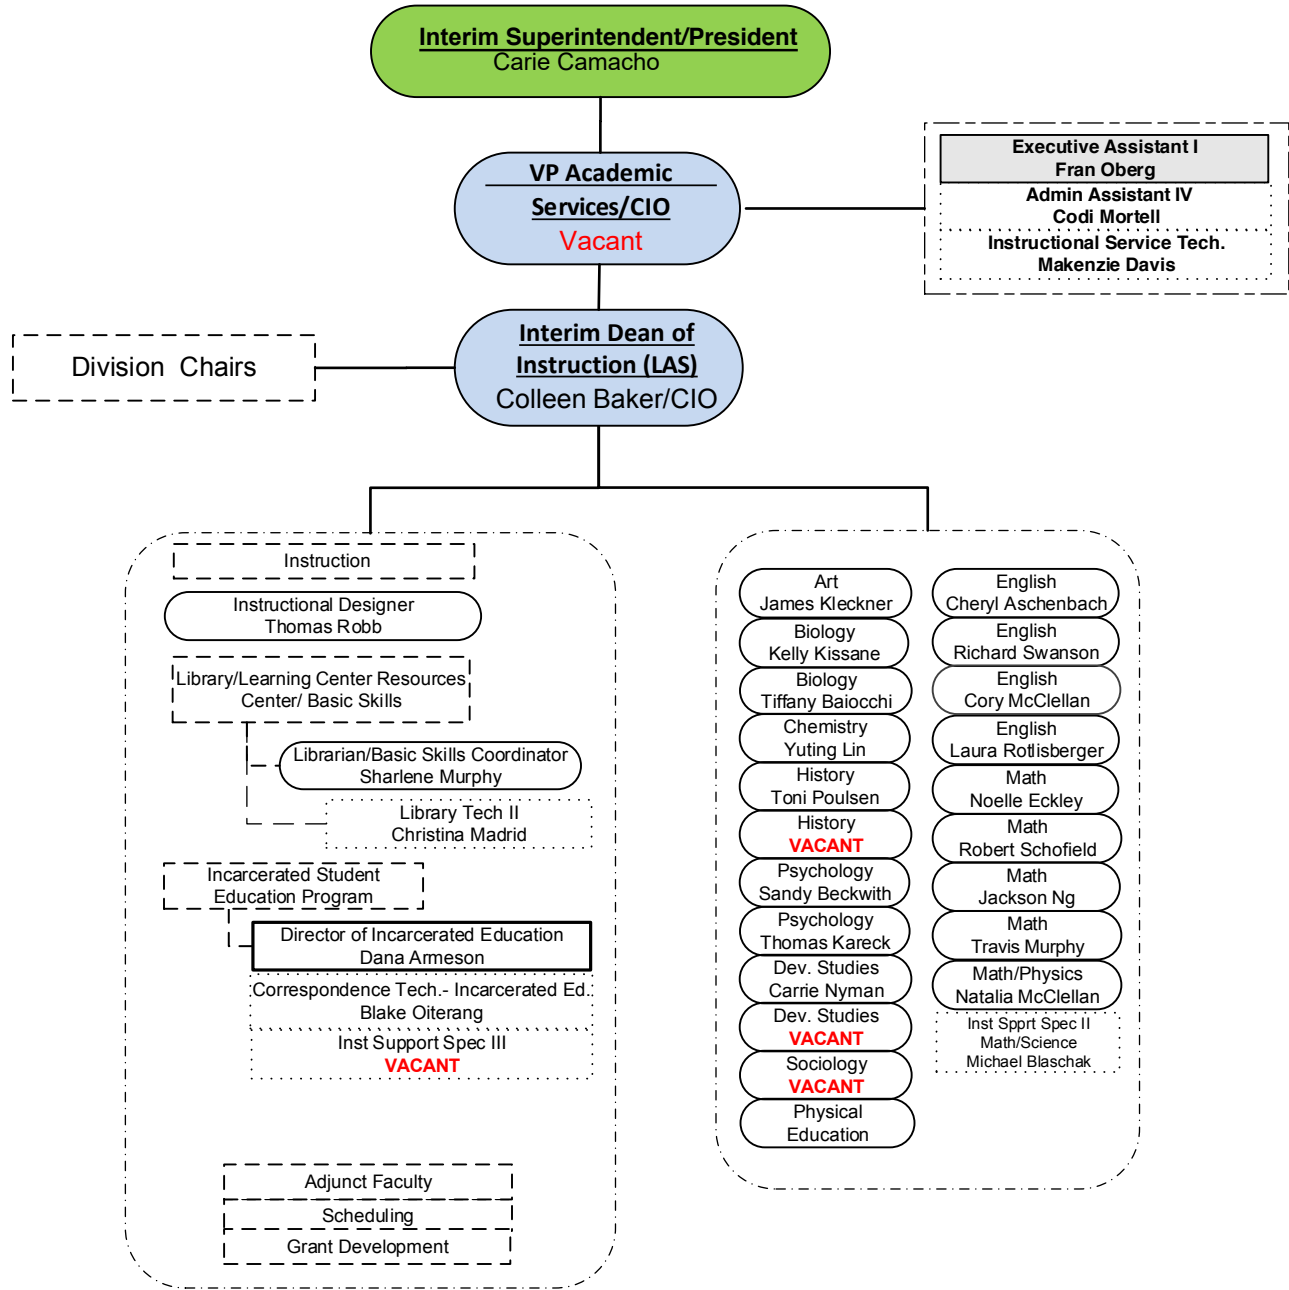 Interim Superintendent/President
Carie Camacho
VP Academic
Services/CIO
Vacant
Executive Assistant I
Fran Oberg
Admin Assistant IV
Codi Mortell
Instructional Service Tech.
Makenzie Davis
Interim Dean of
Instruction (LAS)
Colleen Baker/CIO
Division Chairs
Instruction
Instructional Designer
Thomas Robb
Library/Learning Center Resources
Center/ Basic Skills
Librarian/Basic Skills Coordinator
Sharlene Murphy
Library Tech II
Christina Madrid
Incarcerated Student
Education Program
Director of Incarcerated Education
Dana Armeson
Correspondence Tech.- Incarcerated Ed.
Blake Oiterang
Inst Support Spec III
VACANT
Adjunct Faculty
Scheduling
Grant Development
Art
James Kleckner
Biology
Kelly Kissane
Biology
Tiffany Baiocchi
Chemistry
Yuting Lin
History
Toni Poulsen
History
VACANT
Psychology
Sandy Beckwith
Psychology
Thomas Kareck
Dev. Studies
Carrie Nyman
Dev. Studies
VACANT
Sociology
VACANT
Physical
Education
English
Cheryl Aschenbach
English
Richard Swanson
English
Cory McClellan
English
Laura Rotlisberger
Math
Noelle Eckley
Math
Robert Schofield
Math
Jackson Ng
Math
Travis Murphy
Math/Physics
Natalia McClellan
Inst Spprt Spec II
Math/Science
Michael Blaschak